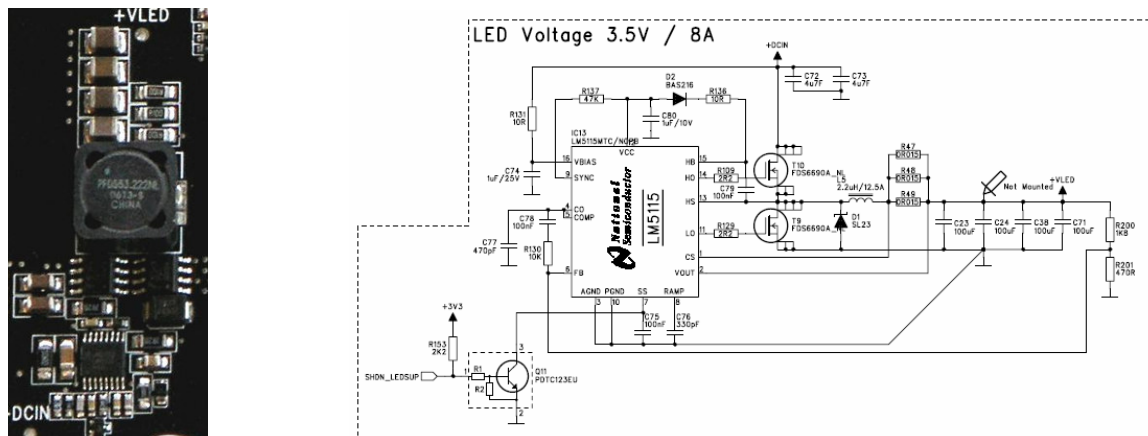 +VLED
PF0553.222NL
CHINA
DCIN
LED Voltage 3.5V / 8A
+DCIN
C72
4u7F
C73
4u7F
D2
BAS216
R137
47K
R136
10R
R131
10R
C80
1uF/10V
IC13
LM5115MTC/NOPB
VCC
16
VBIAS
9
SYNC
C74
1uF/25V
HB
15
HO
14
R109
2R2
C79
100nF
T10
FDS6690A_NL
HS
13
L5
2.2uH/12.5A
R47
0R015
R48
0R015
R49
0R015
Not Mounted
+VLED
4
CO
5
COMP
C78
100nF
C77
470pF
R130
10K
6
FB
National
Semiconductor
LM5115
LO
11
R129
2R2
T9
FDS6690A_NL
D1
SL23
C23
100uF
C24
100uF
C38
100uF
C71
100uF
R200
1K8
R201
470R
CS
1
VOUT
2
AGND PGND SS RAMP
3 10 7 8
C75
100nF
C76
330pF
+3V3
R153
2K2
SHDN_LEDSUP
1
R1
R2
3
Q11
PDTC123EU
2